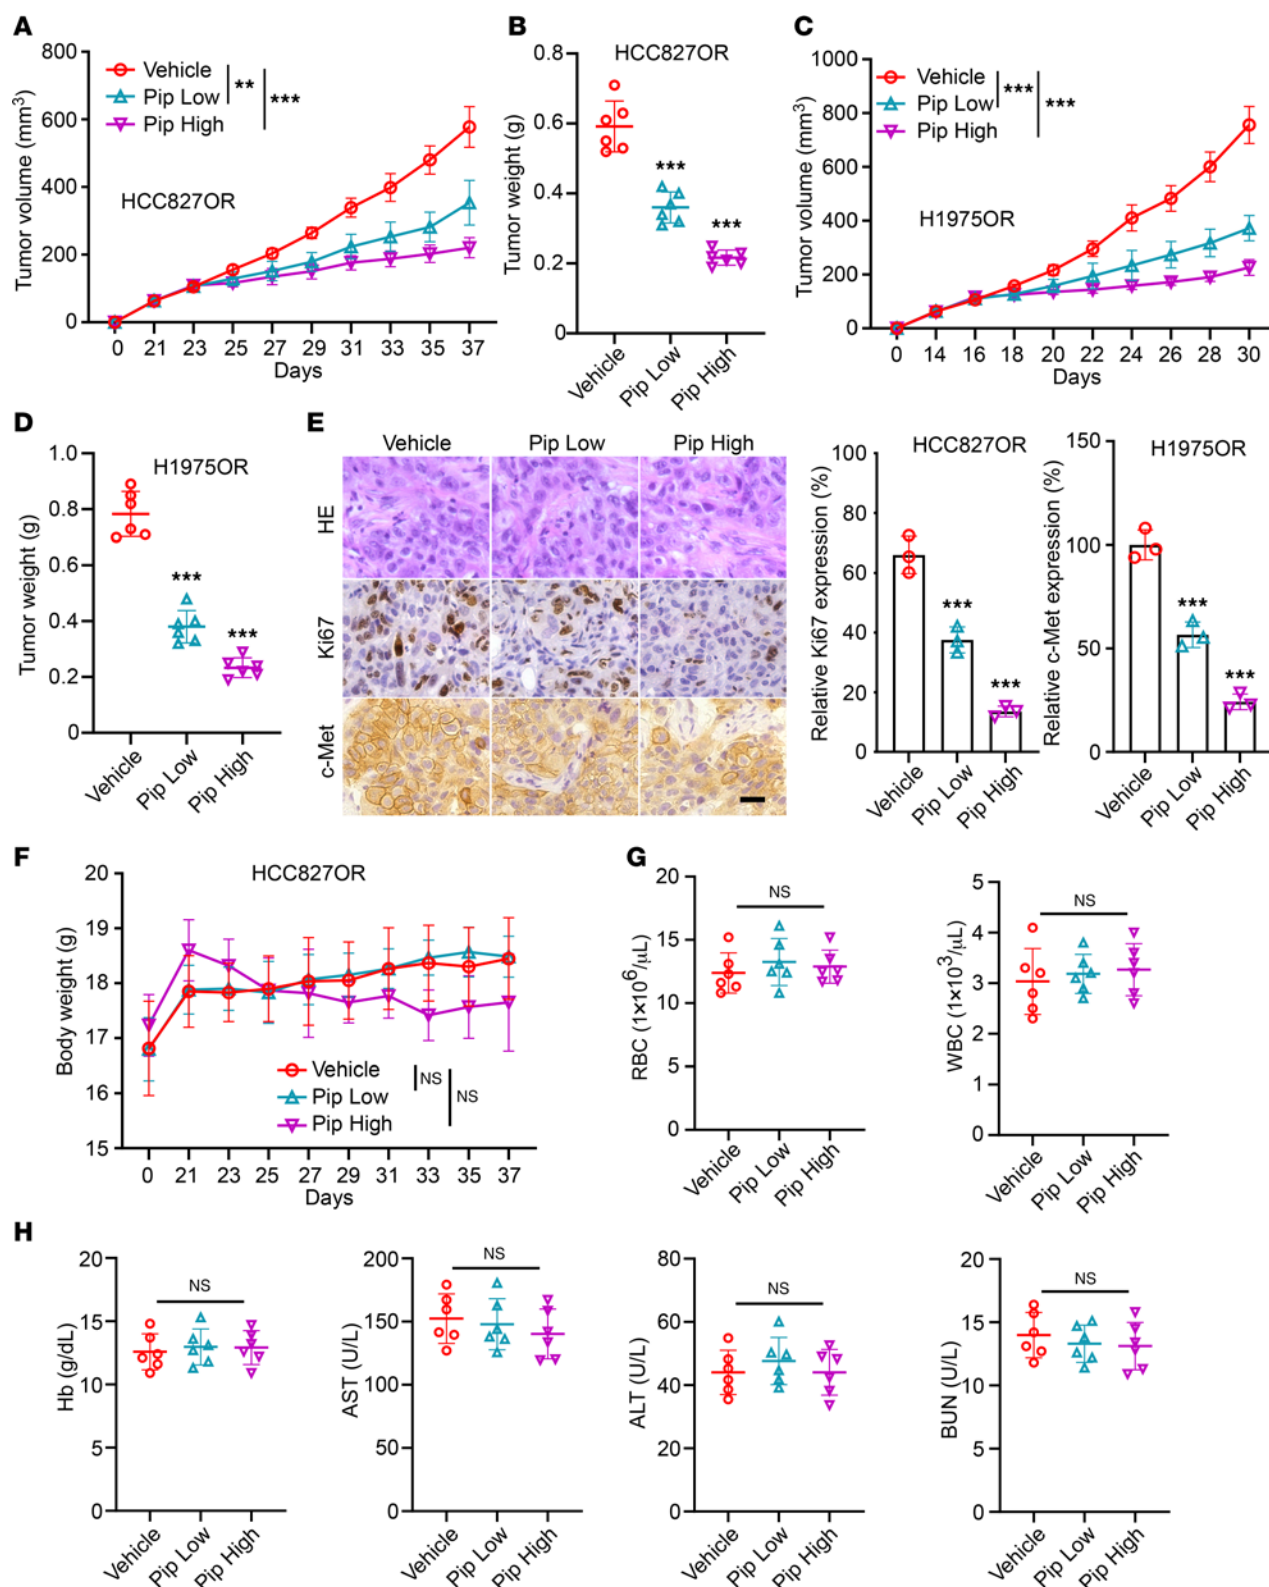 A
Tumor volume (mm³)
800
600
400
200
0
Vehicle
Pip Low
Pip High
**
***
HCC827OR
0 21 23 25 27 29 31 33 35 37
Days
B
HCC827OR
Tumor weight (g)
0.8
0.6
0.4
0.2
0
***
***
Vehicle
Pip Low
Pip High
C
Tumor volume (mm³)
1000
800
600
400
200
0
Vehicle
Pip Low
Pip High
***
***
H1975OR
0 14 16 18 20 22 24 26 28 30
Days
D
H1975OR
Tumor weight (g)
1.0
0.8
0.6
0.4
0.2
0
***
***
Vehicle
Pip Low
Pip High
E
Vehicle Pip Low Pip High
HE
Ki67
c-Met
HCC827OR
Relative Ki67 expression (%)
100
80
60
40
20
0
***
***
Vehicle
Pip Low
Pip High
H1975OR
Relative c-Met expression (%)
150
100
50
0
***
***
Vehicle
Pip Low
Pip High
F
HCC827OR
Body weight (g)
20
19
18
17
16
15
Vehicle
Pip Low
Pip High
NS
NS
0 21 23 25 27 29 31 33 35 37
Days
G
RBC (1×10⁶/µL)
20
15
10
5
0
NS
Vehicle
Pip Low
Pip High
WBC (1×10³/µL)
5
4
3
2
1
0
NS
Vehicle
Pip Low
Pip High
H
Hb (g/dL)
20
15
10
5
0
NS
Vehicle
Pip Low
Pip High
AST (U/L)
200
150
100
50
0
NS
Vehicle
Pip Low
Pip High
ALT (U/L)
80
60
40
20
0
NS
Vehicle
Pip Low
Pip High
BUN (U/L)
20
15
10
5
0
NS
Vehicle
Pip Low
Pip High